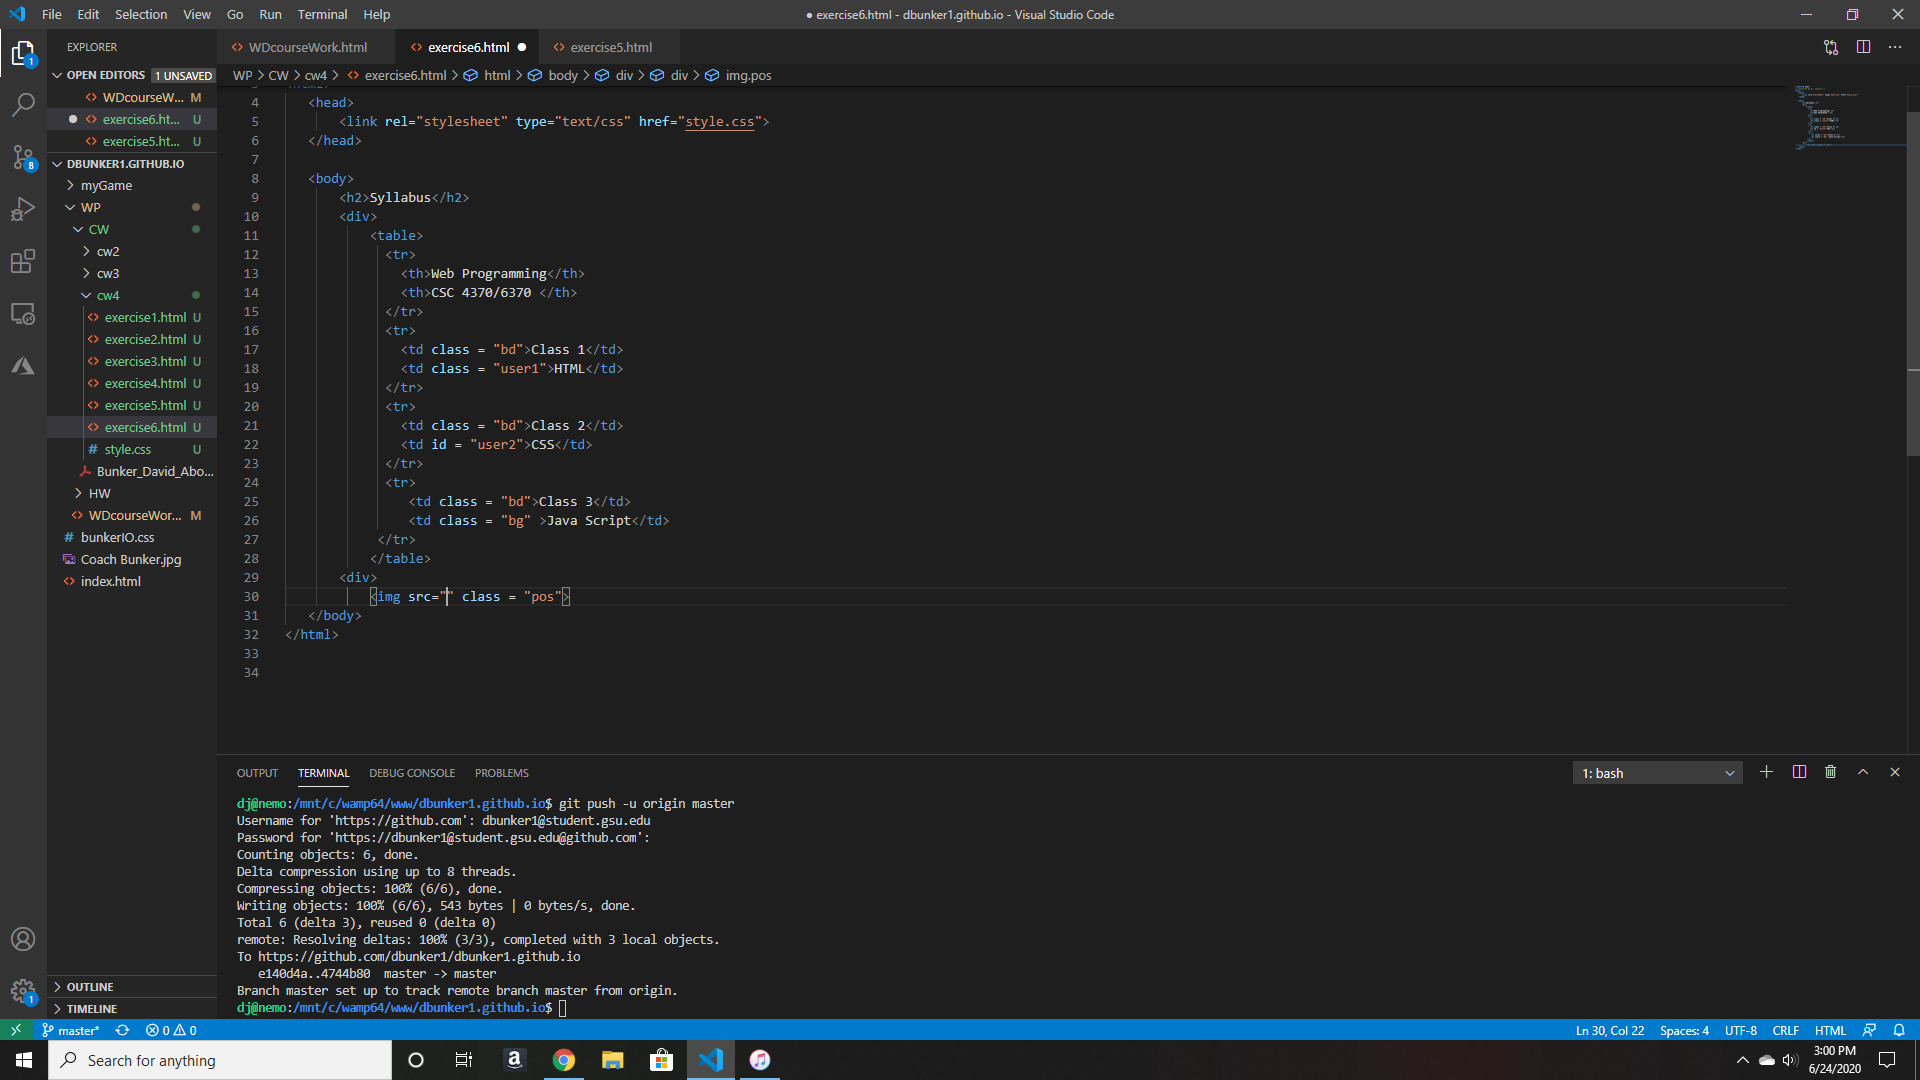 File Edit Selection View Go Run Terminal Help
● exercise6.html - dbunker1.github.io - Visual Studio Code
EXPLORER
OPEN EDITORS 1 UNSAVED
WDcourseW... M
exercise6.ht... U
exercise5.ht... U
DBUNKER1.GITHUB.IO
myGame
WP
CW
cw2
cw3
cw4
exercise1.html U
exercise2.html U
exercise3.html U
exercise4.html U
exercise5.html U
exercise6.html U
# style.css U
Bunker_David_Abo...
HW
WDcourseWor... M
# bunkerIO.css
Coach Bunker.jpg
index.html
OUTLINE
TIMELINE
1
8
1
WDcourseWork.html exercise6.html ● exercise5.html
WP > CW > cw4 > exercise6.html > html > body > div > div > img.pos
4 <head>
5 <link rel="stylesheet" type="text/css" href="style.css">
6 </head>
7
8 <body>
9 <h2>Syllabus</h2>
10 <div>
11 <table>
12 <tr>
13 <th>Web Programming</th>
14 <th>CSC 4370/6370 </th>
15 </tr>
16 <tr>
17 <td class = "bd">Class 1</td>
18 <td class = "user1">HTML</td>
19 </tr>
20 <tr>
21 <td class = "bd">Class 2</td>
22 <td id = "user2">CSS</td>
23 </tr>
24 <tr>
25 <td class = "bd">Class 3</td>
26 <td class = "bg" >Java Script</td>
27 </tr>
28 </table>
29 <div>
30 <img src="" class = "pos">
31 </body>
32 </html>
33
34
OUTPUT TERMINAL DEBUG CONSOLE PROBLEMS
1: bash
dj@nemo:/mnt/c/wamp64/www/dbunker1.github.io$ git push -u origin master
Username for 'https://github.com': dbunker1@student.gsu.edu
Password for 'https://dbunker1@student.gsu.edu@github.com':
Counting objects: 6, done.
Delta compression using up to 8 threads.
Compressing objects: 100% (6/6), done.
Writing objects: 100% (6/6), 543 bytes | 0 bytes/s, done.
Total 6 (delta 3), reused 0 (delta 0)
remote: Resolving deltas: 100% (3/3), completed with 3 local objects.
To https://github.com/dbunker1/dbunker1.github.io
e140d4a..4744b80 master -> master
Branch master set up to track remote branch master from origin.
dj@nemo:/mnt/c/wamp64/www/dbunker1.github.io$
master* 0 0
Ln 30, Col 22 Spaces: 4 UTF-8 CRLF HTML
Search for anything
3:00 PM
6/24/2020